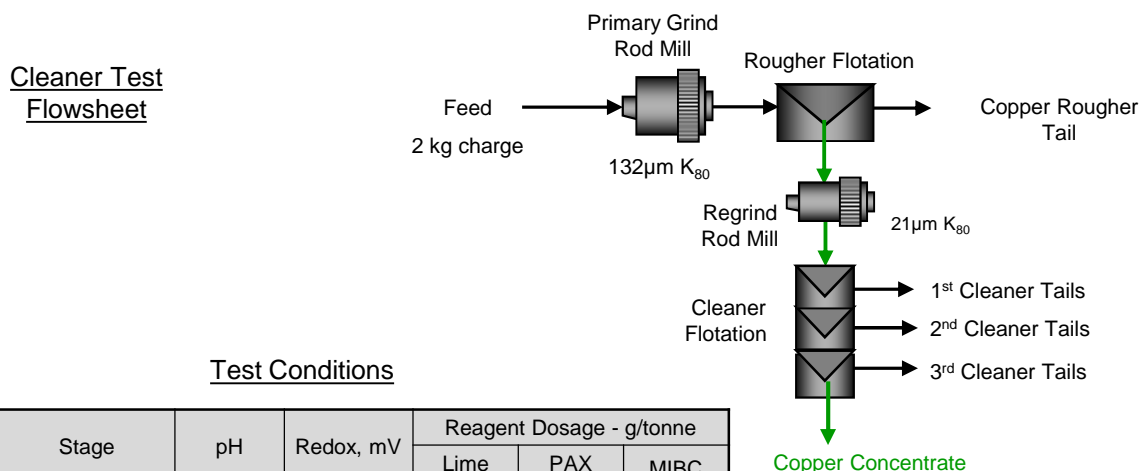 Cleaner Test
Flowsheet
Primary Grind
Rod Mill
Rougher Flotation
Feed
2 kg charge
Copper Rougher
Tail
132µm K80
Regrind
Rod Mill
21µm K80
Cleaner
Flotation
1st Cleaner Tails
2nd Cleaner Tails
3rd Cleaner Tails
Copper Concentrate
Test Conditions
Stage pH Redox, mV Reagent Dosage - g/tonne
Lime PAX MIBC